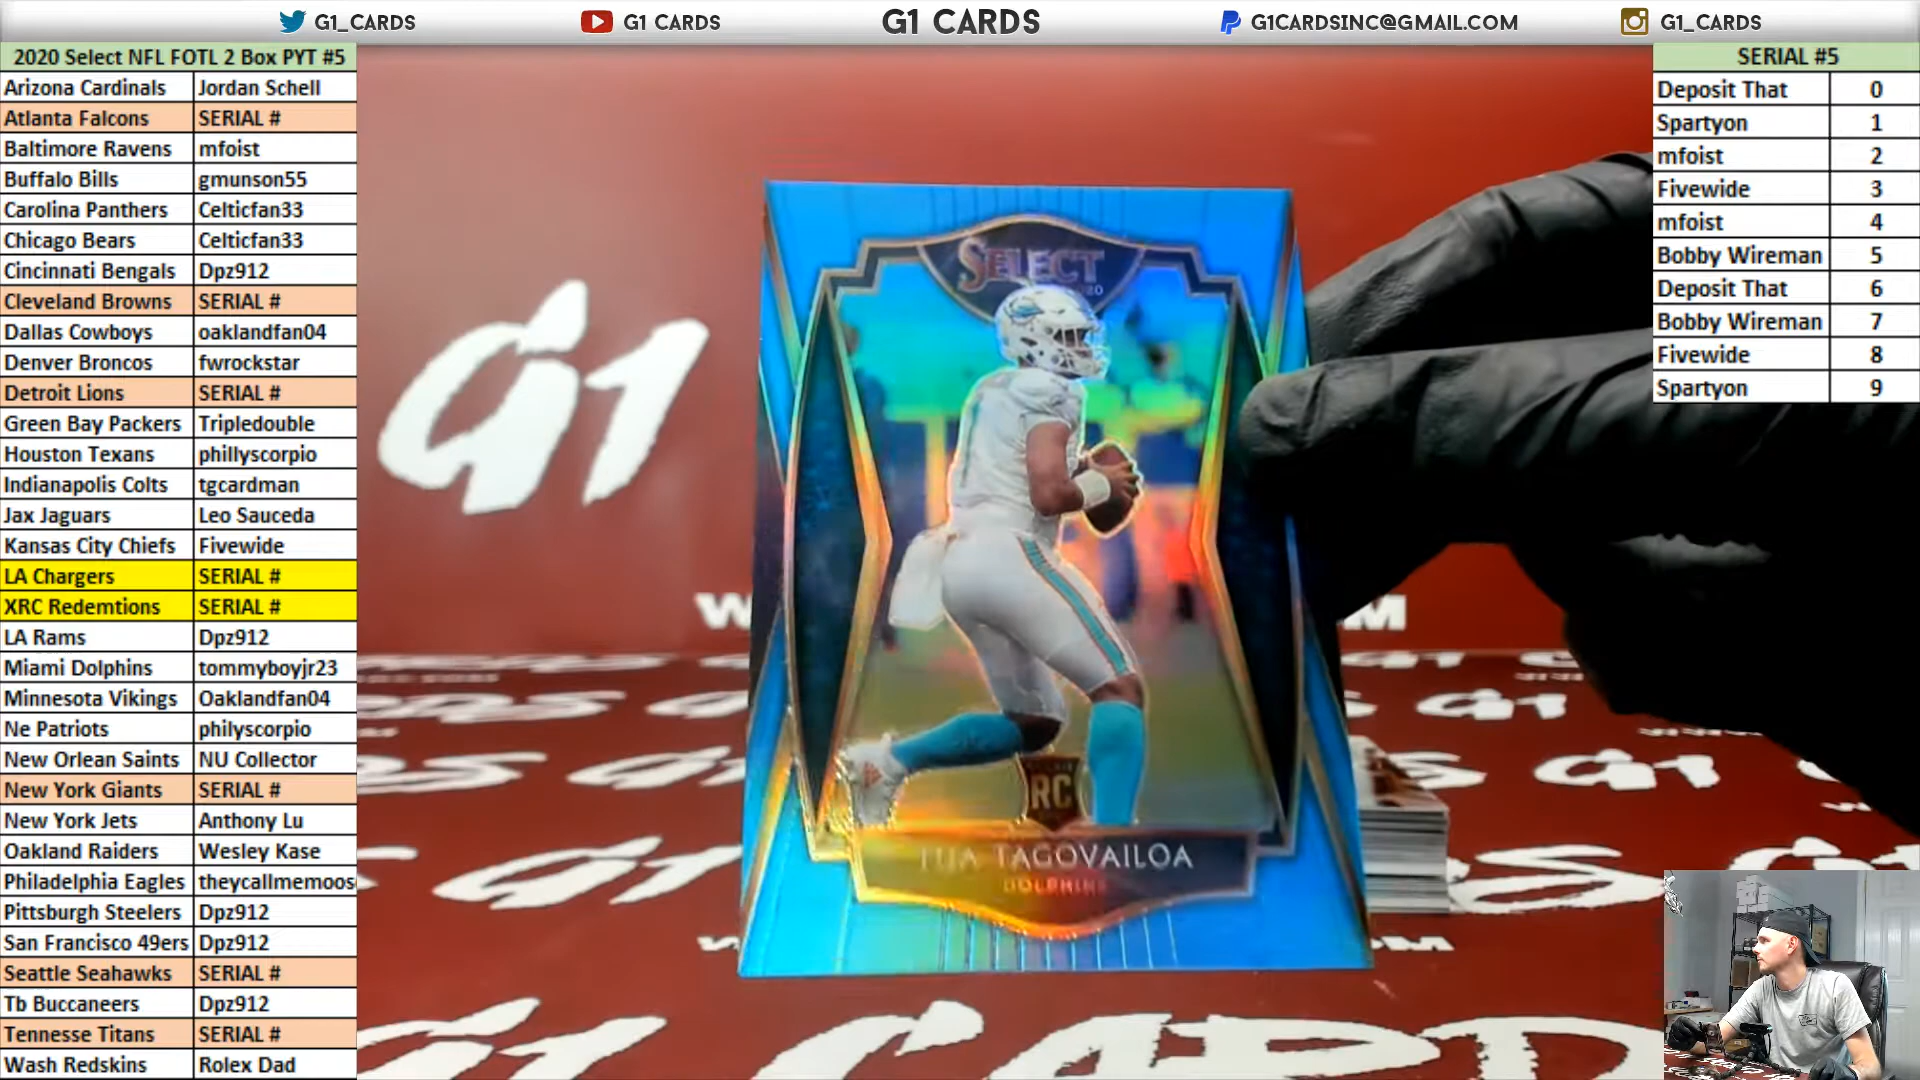 G1_CARDS G1 CARDS G1 CARDS G1CARDSINC@GMAIL.COM G1_CARDS
2020 Select NFL FOTL 2 Box PYT #5
Arizona Cardinals Jordan Schell
Atlanta Falcons SERIAL #
Baltimore Ravens mfoist
Buffalo Bills gmunson55
Carolina Panthers Celticfan33
Chicago Bears Celticfan33
Cincinnati Bengals Dpz912
Cleveland Browns SERIAL #
Dallas Cowboys oaklandfan04
Denver Broncos fwrockstar
Detroit Lions SERIAL #
Green Bay Packers Tripledouble
Houston Texans phillyscorpio
Indianapolis Colts tgcardman
Jax Jaguars Leo Sauceda
Kansas City Chiefs Fivewide
LA Chargers SERIAL #
XRC Redemtions SERIAL #
LA Rams Dpz912
Miami Dolphins tommyboyjr23
Minnesota Vikings Oaklandfan04
Ne Patriots philyscorpio
New Orlean Saints NU Collector
New York Giants SERIAL #
New York Jets Anthony Lu
Oakland Raiders Wesley Kase
Philadelphia Eagles theycallmemoos
Pittsburgh Steelers Dpz912
San Francisco 49ers Dpz912
Seattle Seahawks SERIAL #
Tb Buccaneers Dpz912
Tennesse Titans SERIAL #
Wash Redskins Rolex Dad
SERIAL #5
Deposit That 0
Spartyon 1
mfoist 2
Fivewide 3
mfoist 4
Bobby Wireman 5
Deposit That 6
Bobby Wireman 7
Fivewide 8
Spartyon 9
G1
SELECT
RC
TUA TAGOVAILOA
DOLPHINS
G1 CARDS